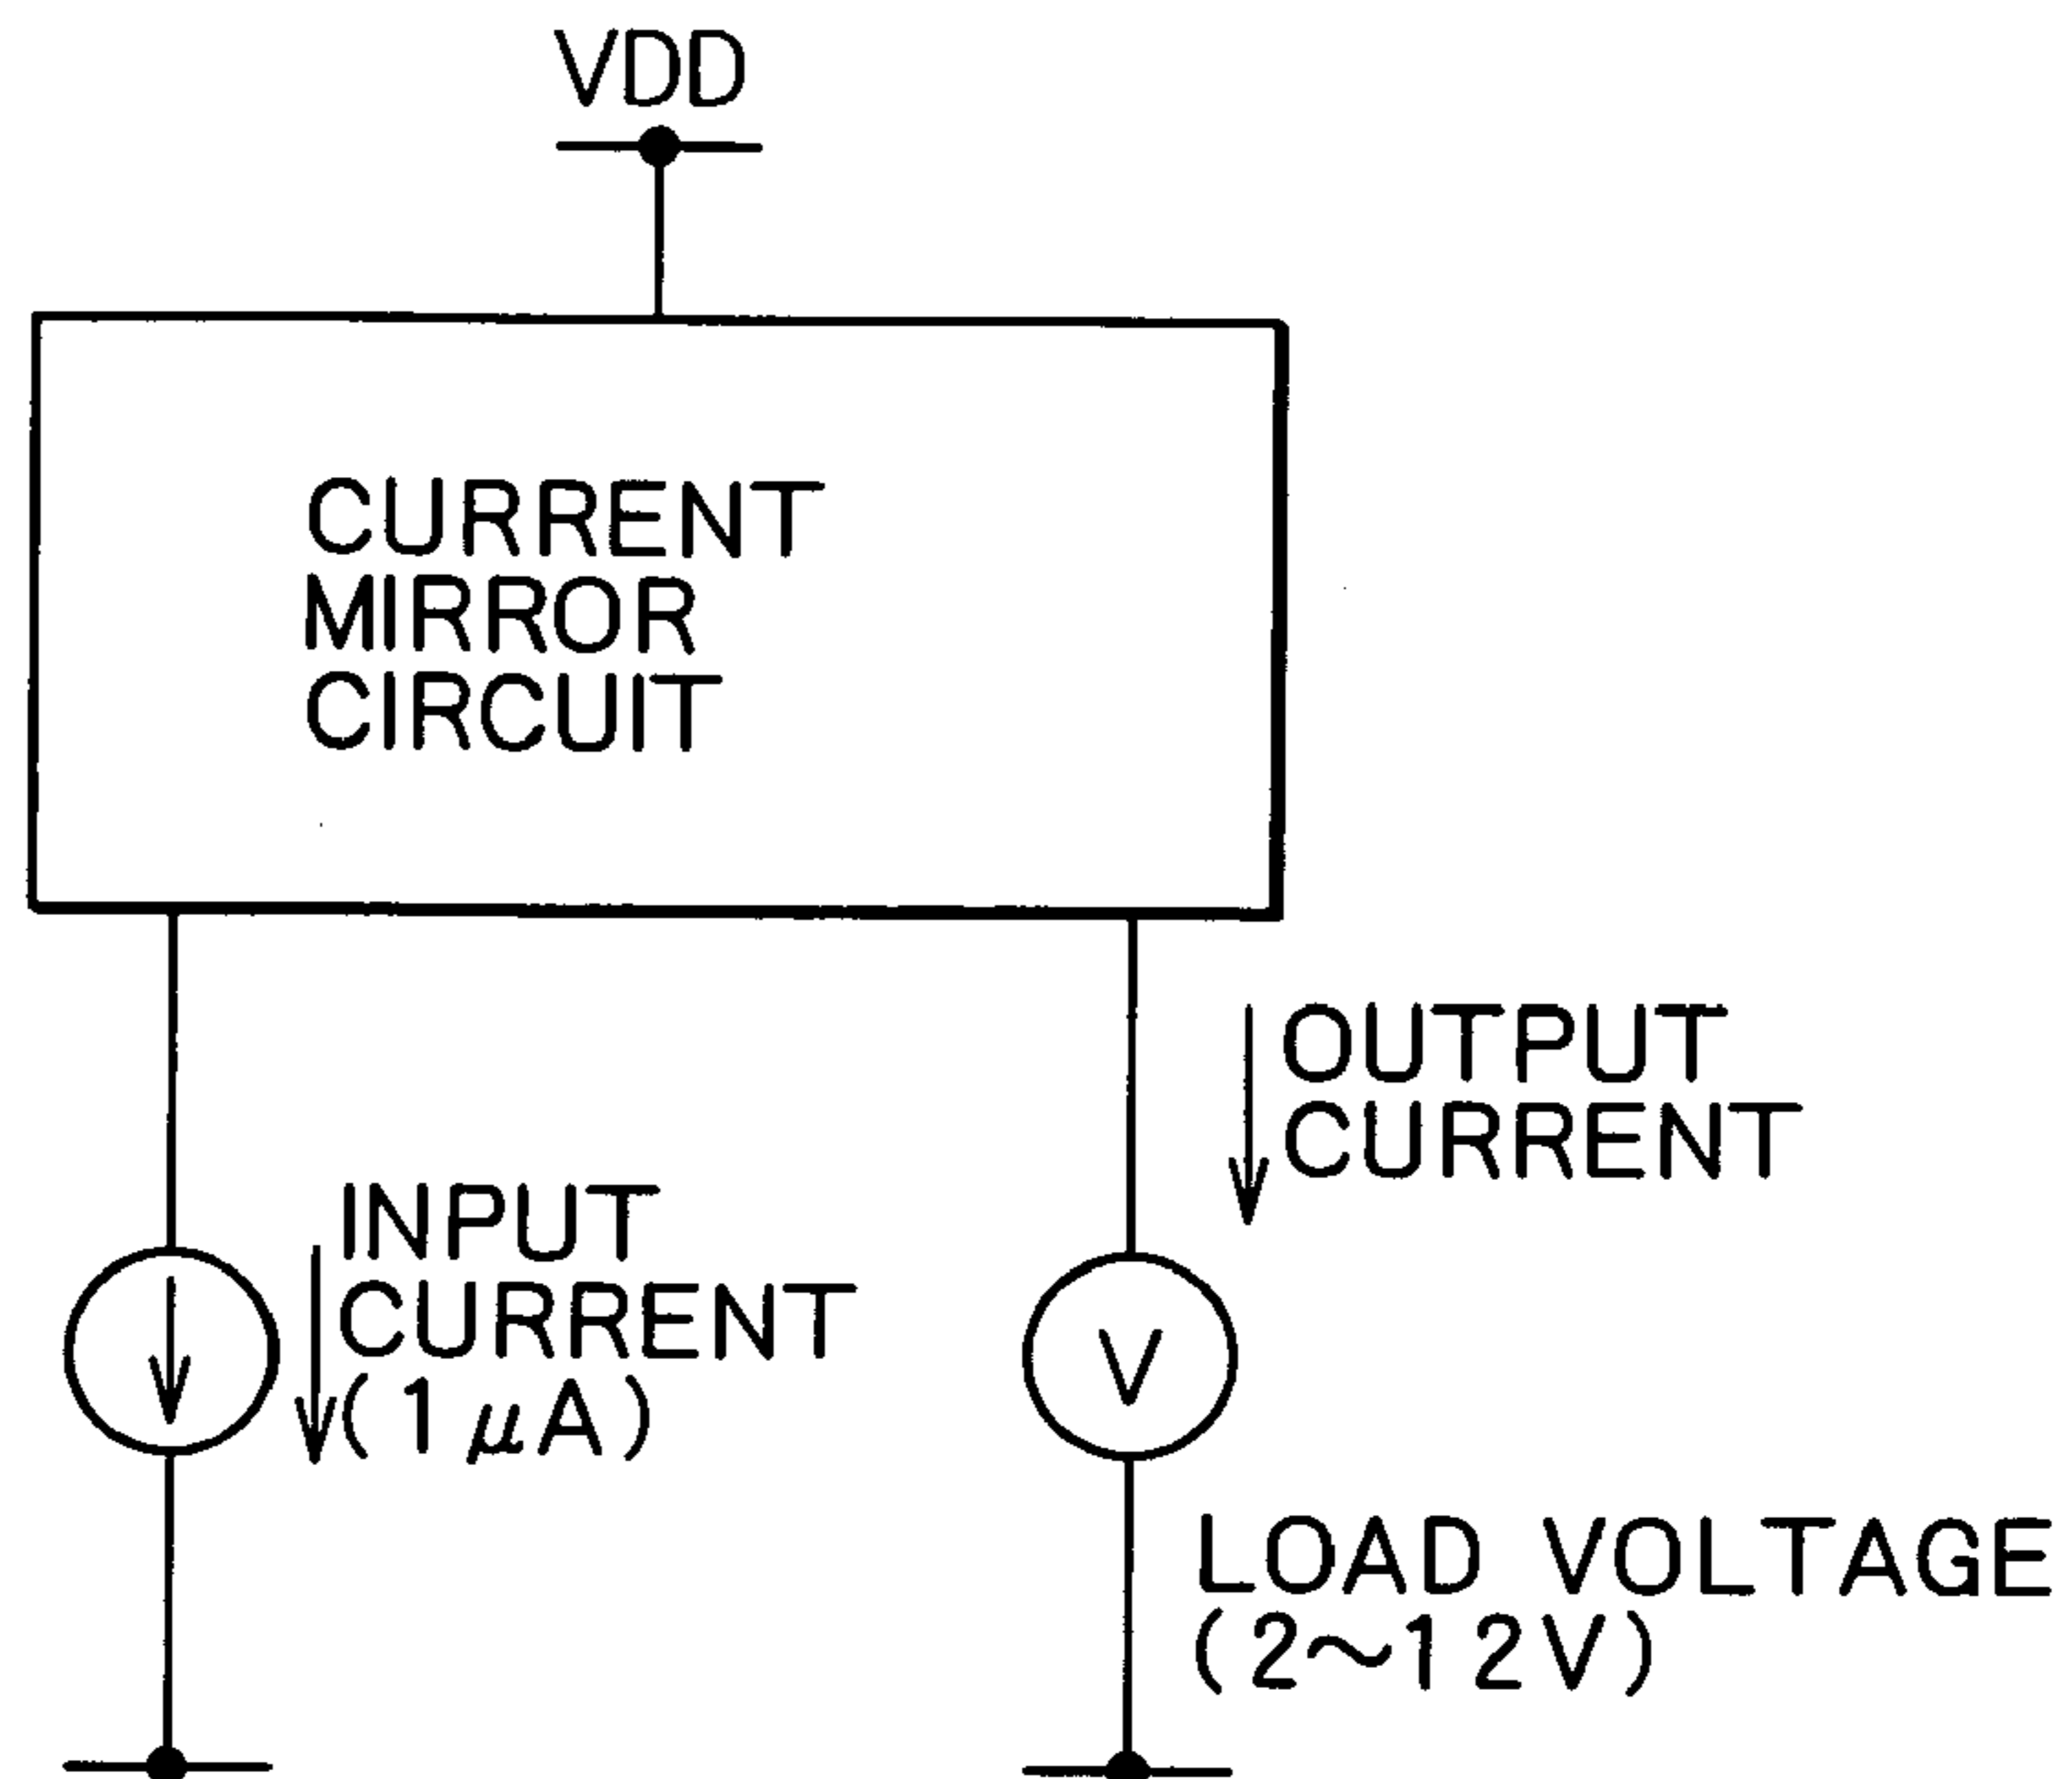 VDD
CURRENT
MIRROR
CIRCUIT
OUTPUT
CURRENT
INPUT
CURRENT
(1μA)
V
LOAD VOLTAGE
(2~12V)